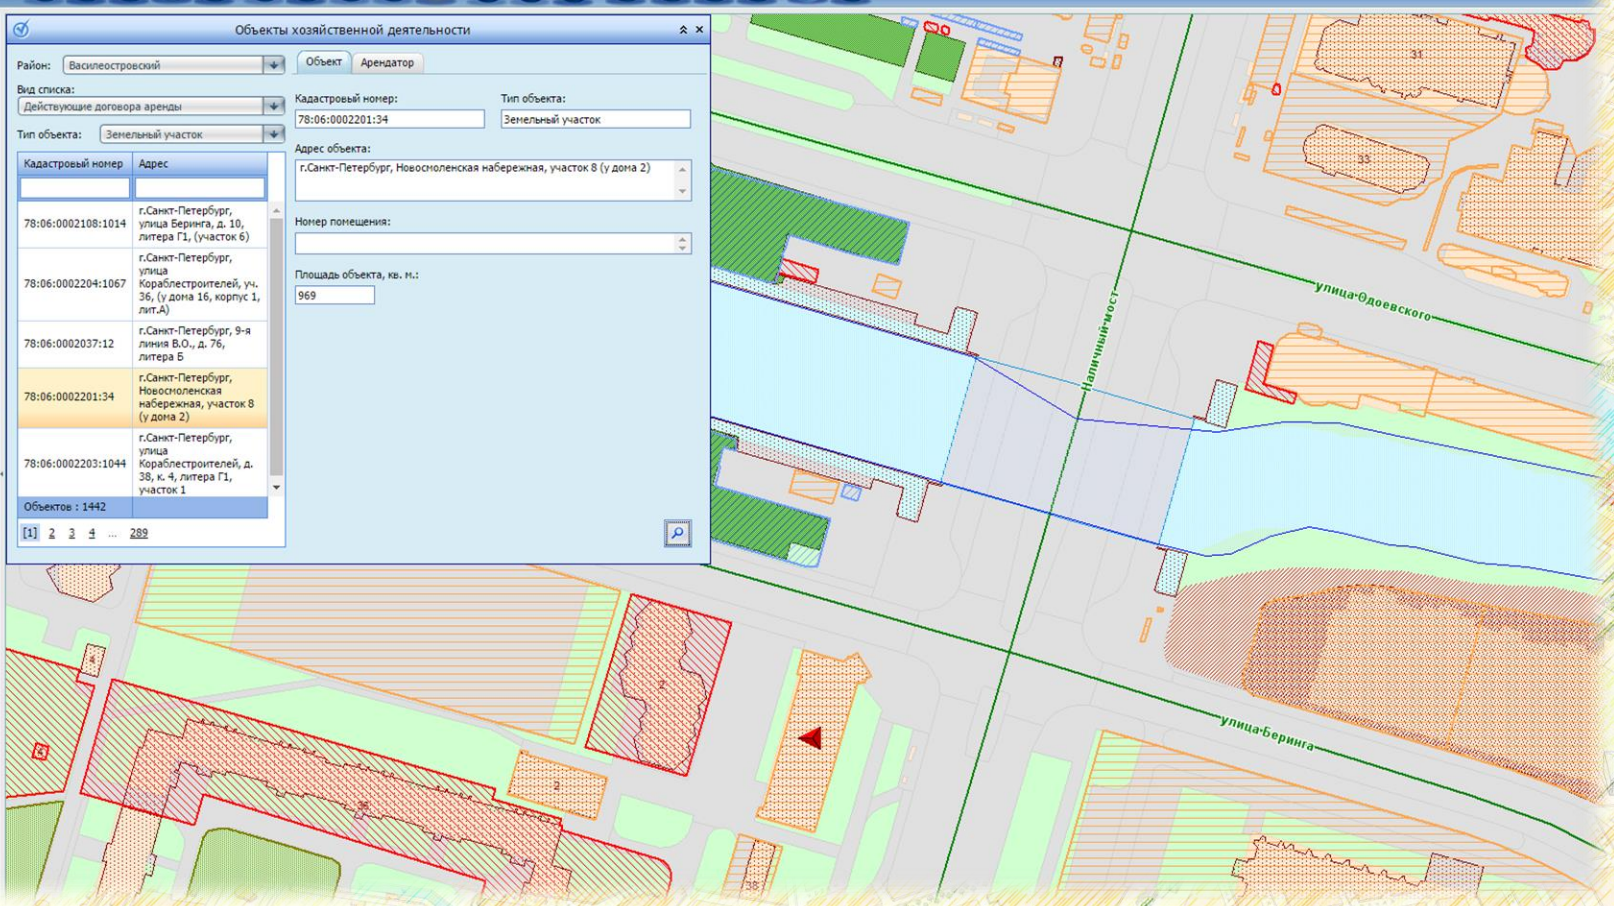 Объекты хозяйственной деятельности
Район: Василеостровский
Вид списка:
Действующие договора аренды
Тип объекта: Земельный участок
Кадастровый номер Адрес
78:06:0002108:1014
г.Санкт-Петербург,
улица Беринга, д. 10,
литера Г1, (участок 6)
78:06:0002204:1067
г.Санкт-Петербург,
улица
Кораблестроителей, уч.
36, (у дома 16, корпус 1,
лит.А)
78:06:0002037:12
г.Санкт-Петербург, 9-я
линия В.О., д. 76,
литера Б
78:06:0002201:34
г.Санкт-Петербург,
Новосмоленская
набережная, участок 8
(у дома 2)
78:06:0002203:1044
г.Санкт-Петербург,
улица
Кораблестроителей, д.
38, к. 4, литера Г1,
участок 1
Объектов : 1442
[1] 2 3 4 ... 289
Объект Арендатор
Кадастровый номер: Тип объекта:
78:06:0002201:34 Земельный участок
Адрес объекта:
г.Санкт-Петербург, Новосмоленская набережная, участок 8 (у дома 2)
Номер помещения:
Площадь объекта, кв. м.:
969
31
33
улица Одоевского
Наличный мост
улица Беринга
4
4
2
2
36
38